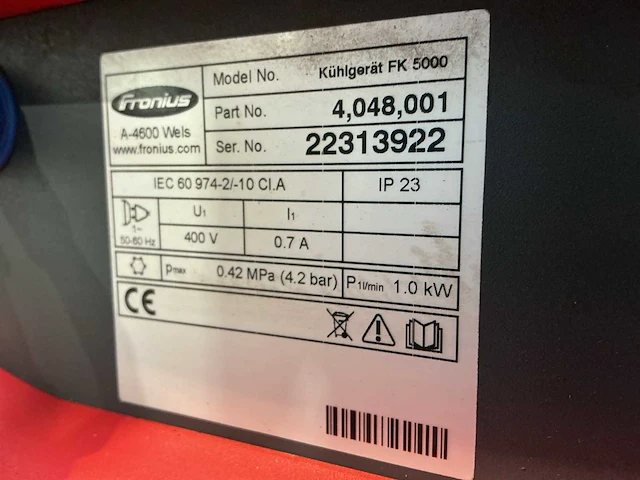 Fronius
A-4600 Wels
www.fronius.com
Model No. Kühlgerät FK 5000
Part No. 4,048,001
Ser. No. 22313922
IEC 60 974-2/-10 Cl.A IP 23
1~
50-60 Hz
U₁ I₁
400 V 0.7 A
pmax 0.42 MPa (4.2 bar) P1l/min 1.0 kW
CE